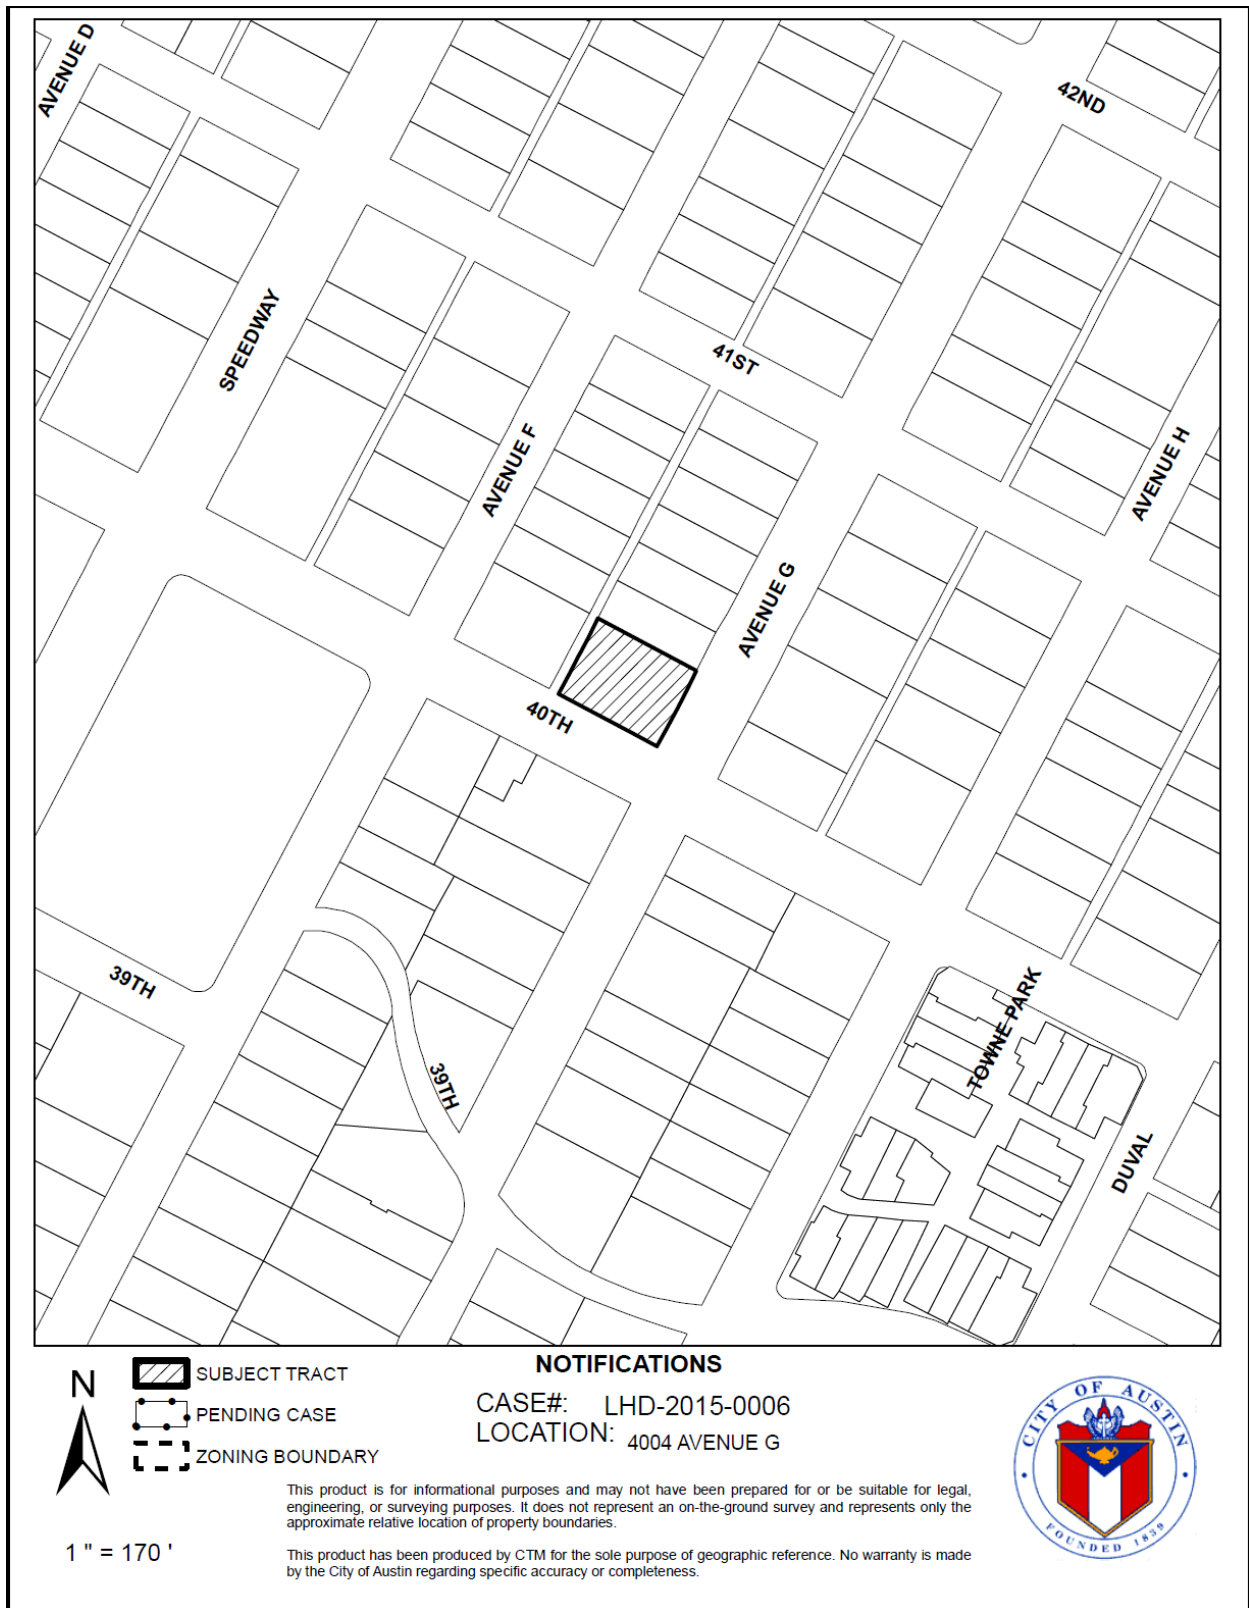 AVENUE D
42ND
SPEEDWAY
41ST
AVENUE F
AVENUE H
AVENUE G
40TH
39TH
TOWNE PARK
39TH
DUVAL
N
1 " = 170 '
SUBJECT TRACT
PENDING CASE
ZONING BOUNDARY
NOTIFICATIONS
CASE#: LHD-2015-0006
LOCATION: 4004 AVENUE G
This product is for informational purposes and may not have been prepared for or be suitable for legal,
engineering, or surveying purposes. It does not represent an on-the-ground survey and represents only the
approximate relative location of property boundaries.
This product has been produced by CTM for the sole purpose of geographic reference. No warranty is made
by the City of Austin regarding specific accuracy or completeness.
CITY OF AUSTIN
FOUNDED 1839